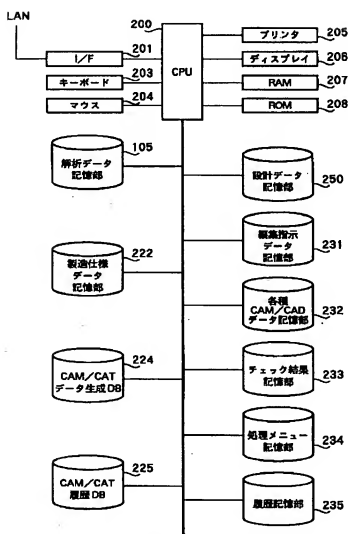 LAN
200
I/F
201
キーボード
203
マウス
204
CPU
プリンタ
205
ディスプレイ
206
RAM
207
ROM
208
解析データ
記憶部
105
製造仕様
データ
記憶部
222
CAM/CAT
データ生成DB
224
CAM/CAT
履歴DB
225
設計データ
記憶部
250
編集指示
データ
記憶部
231
各種
CAM/CAD
データ記憶部
232
チェック結果
記憶部
233
処理メニュー
記憶部
234
履歴記憶部
235